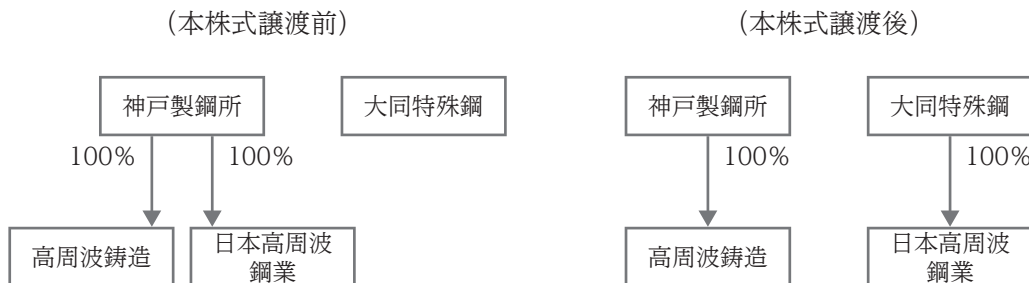 （本株式譲渡前）
（本株式譲渡後）
神戸製鋼所
大同特殊鋼
神戸製鋼所
大同特殊鋼
100%
100%
100%
100%
高周波鋳造
日本高周波
鋼業
高周波鋳造
日本高周波
鋼業